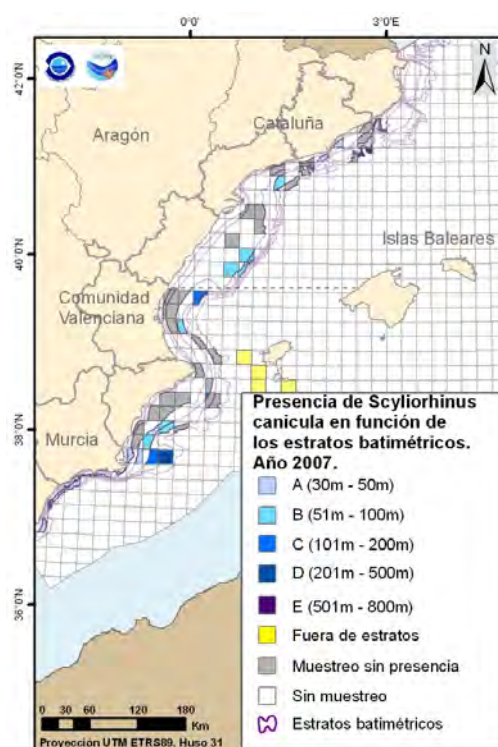 0°0'
3°0'E
42°0'N
40°0'N
38°0'N
36°0'N
N
Aragón
Cataluña
Islas Baleares
Comunidad
Valenciana
Murcia
Presencia de Scyliorhinus
canicula en función de
los estratos batimétricos.
Año 2007.
A (30m - 50m)
B (51m - 100m)
C (101m - 200m)
D (201m - 500m)
E (501m - 800m)
Fuera de estratos
Muestreo sin presencia
Sin muestreo
Estratos batimétricos
0 30 60 120 180
Km
Proyección UTM ETRS89. Huso 31